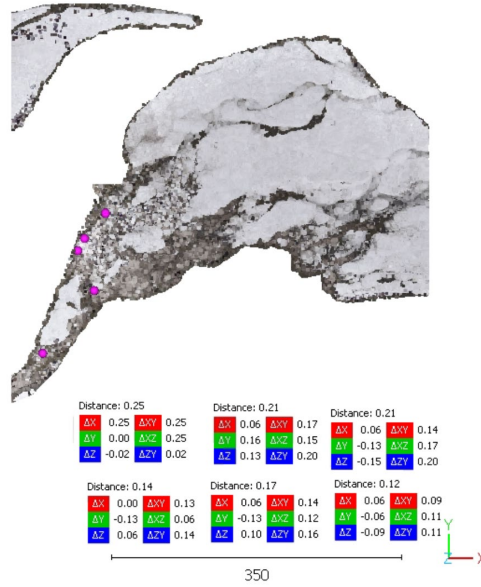 Distance: 0.25
ΔX 0.25 ΔXY 0.25
ΔY 0.00 ΔXZ 0.25
ΔZ -0.02 ΔZY 0.02
Distance: 0.21
ΔX 0.06 ΔXY 0.17
ΔY 0.16 ΔXZ 0.15
ΔZ 0.13 ΔZY 0.20
Distance: 0.21
ΔX 0.06 ΔXY 0.14
ΔY -0.13 ΔXZ 0.17
ΔZ -0.15 ΔZY 0.20
Distance: 0.14
ΔX 0.00 ΔXY 0.13
ΔY -0.13 ΔXZ 0.06
ΔZ 0.06 ΔZY 0.14
Distance: 0.17
ΔX 0.06 ΔXY 0.14
ΔY -0.13 ΔXZ 0.12
ΔZ 0.10 ΔZY 0.16
Distance: 0.12
ΔX 0.06 ΔXY 0.09
ΔY -0.06 ΔXZ 0.11
ΔZ -0.09 ΔZY 0.11
Y
Z X
350